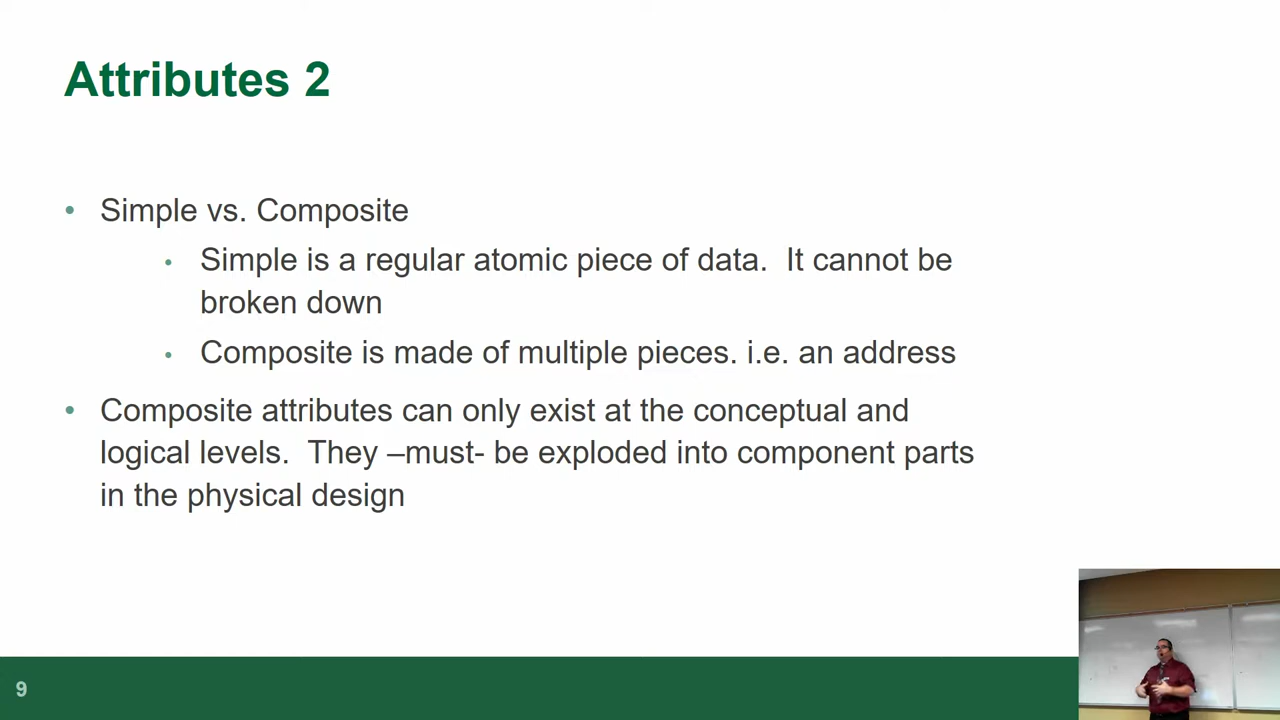 Attributes 2
• Simple vs. Composite
• Simple is a regular atomic piece of data.  It cannot be
broken down
• Composite is made of multiple pieces. i.e. an address
• Composite attributes can only exist at the conceptual and
logical levels.  They –must- be exploded into component parts
in the physical design
9